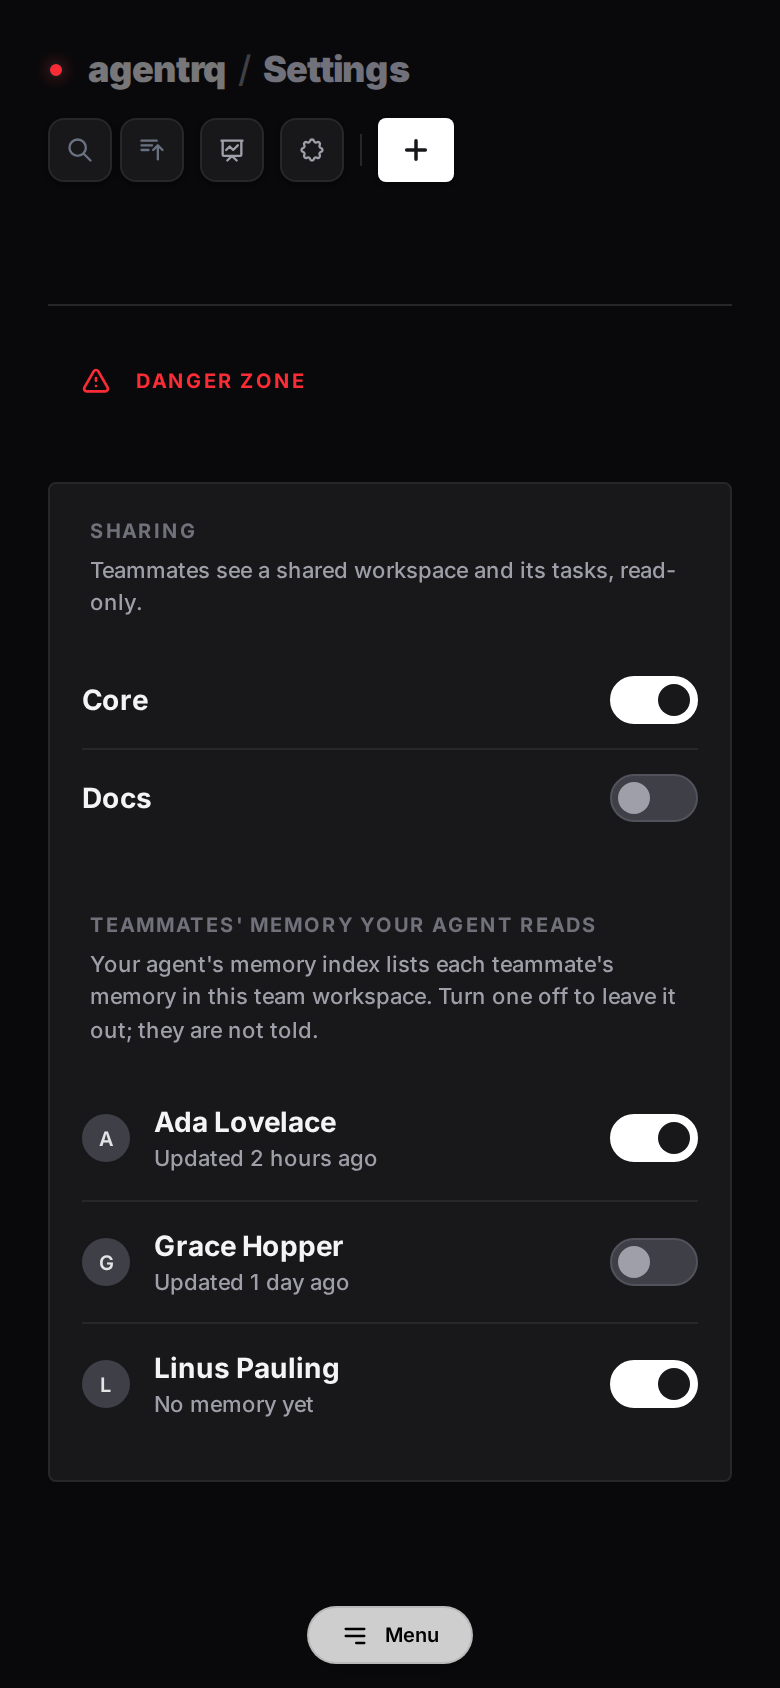 agentrq / Settings
DANGER ZONE
SHARING
Teammates see a shared workspace and its tasks, read-
only.
Core
Docs
TEAMMATES' MEMORY YOUR AGENT READS
Your agent's memory index lists each teammate's
memory in this team workspace. Turn one off to leave it
out; they are not told.
A
Ada Lovelace
Updated 2 hours ago
G
Grace Hopper
Updated 1 day ago
L
Linus Pauling
No memory yet
Menu